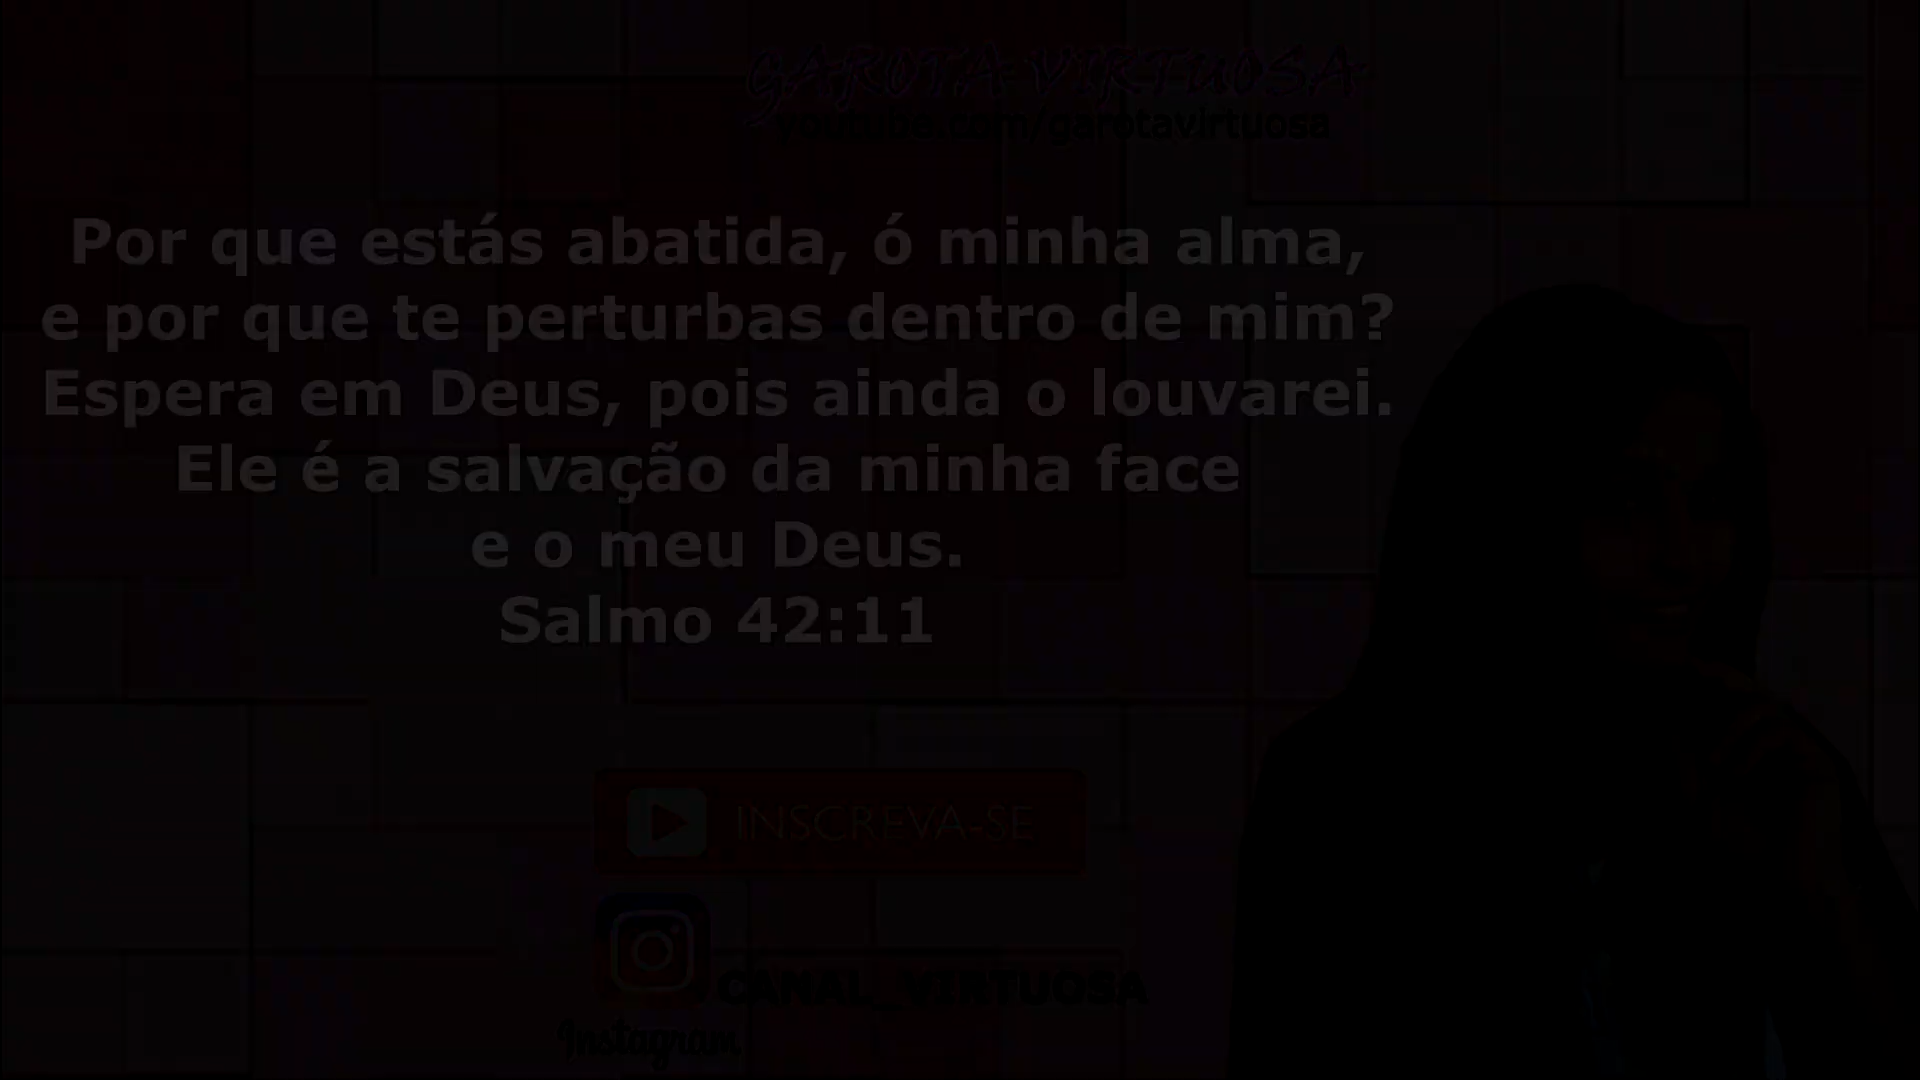 GAROTA VIRTUOSA
youtube.com/garotavirtuosa
Por que estás abatida, ó minha alma,
e por que te perturbas dentro de mim?
Espera em Deus, pois ainda o louvarei.
Ele é a salvação da minha face
e o meu Deus.
Salmo 42:11
INSCREVA-SE
CANAL_VIRTUOSA
Instagram